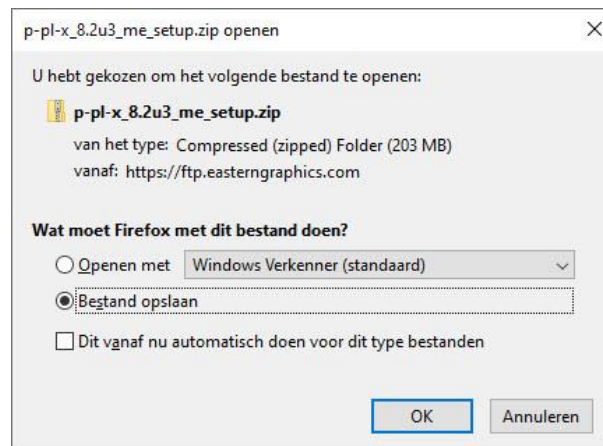 p-pl-x_8.2u3_me_setup.zip openen
U hebt gekozen om het volgende bestand te openen:
p-pl-x_8.2u3_me_setup.zip
van het type: Compressed (zipped) Folder (203 MB)
vanaf: https://ftp.easterngraphics.com
Wat moet Firefox met dit bestand doen?
Openen met Windows Verkenner (standaard)
Bestand opslaan
Dit vanaf nu automatisch doen voor dit type bestanden
OK Annuleren